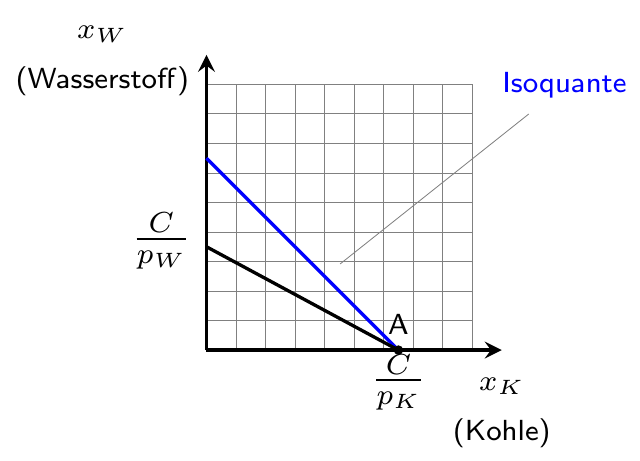 x_W
(Wasserstoff)
Isoquante
C
p_W
A
C
p_K
x_K
(Kohle)